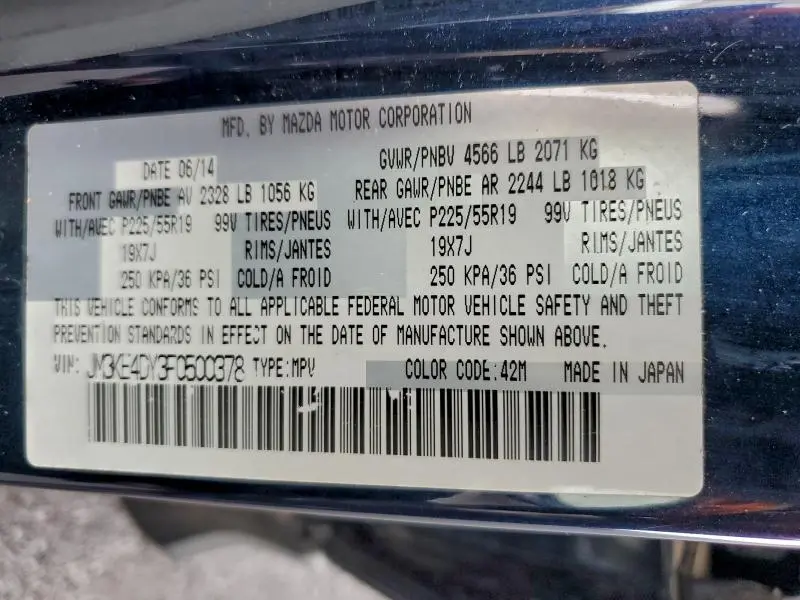 MFD. BY MAZDA MOTOR CORPORATION
DATE 06/14 GVWR/PNBV 4566 LB 2071 KG
FRONT GAWR/PNBE AV 2328 LB 1056 KG REAR GAWR/PNBE AR 2244 LB 1018 KG
WITH/AVEC P225/55R19 99V TIRES/PNEUS WITH/AVEC P225/55R19 99V TIRES/PNEUS
19X7J RIMS/JANTES 19X7J RIMS/JANTES
250 KPA/36 PSI COLD/A FROID 250 KPA/36 PSI COLD/A FROID
THIS VEHICLE CONFORMS TO ALL APPLICABLE FEDERAL MOTOR VEHICLE SAFETY AND THEFT
PREVENTION STANDARDS IN EFFECT ON THE DATE OF MANUFACTURE SHOWN ABOVE.
VIN: JM3KE4DY3F0500378 TYPE:MPV COLOR CODE:42M MADE IN JAPAN